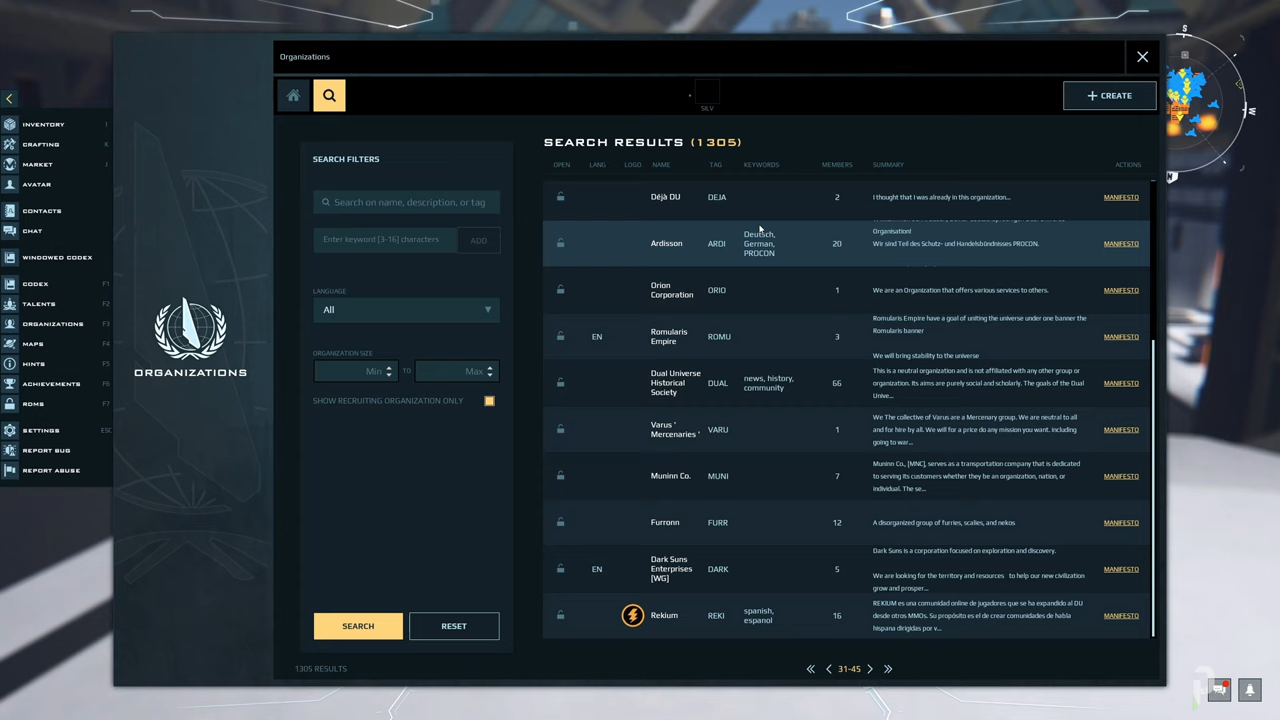 Organizations
S
SILV
CREATE
INVENTORY I
CRAFTING K
MARKET J
AVATAR
CONTACTS
CHAT
WINDOWED CODEX
CODEX F1
TALENTS F2
ORGANIZATIONS F3
MAPS F4
HINTS F5
ACHIEVEMENTS F6
RDMS F7
SETTINGS ESC
REPORT BUG
REPORT ABUSE
ORGANIZATIONS
SEARCH FILTERS
Search on name, description, or tag
Enter keyword [3-16] characters ADD
LANGUAGE
All
ORGANIZATION SIZE
Min TO Max
SHOW RECRUITING ORGANIZATION ONLY
SEARCH RESET
1305 RESULTS
SEARCH RESULTS (1305)
OPEN LANG LOGO NAME TAG KEYWORDS MEMBERS SUMMARY ACTIONS
Déjà DU DEJA 2 I thought that I was already in this organization... MANIFESTO
Ardisson ARDI Deutsch,
German,
PROCON 20
Organisation!
Wir sind Teil des Schutz- und Handelsbündnisses PROCON. MANIFESTO
Orion
Corporation ORIO 1 We are an Organization that offers various services to others. MANIFESTO
EN Romularis
Empire ROMU 3 Romularis Empire have a goal of uniting the universe under one banner the
Romularis banner
We will bring stability to the universe MANIFESTO
Dual Universe
Historical
Society DUAL news, history,
community 66 This is a neutral organization and is not affiliated with any other group or
organization. Its aims are purely social and scholarly. The goals of the Dual
Unive... MANIFESTO
Varus '
Mercenaries ' VARU 1 We The collective of Varus are a Mercenary group. We are neutral to all
and for hire by all. We will for a price do any mission you want. including
going to war... MANIFESTO
Muninn Co. MUNI 7 Muninn Co., [MNC], serves as a transportation company that is dedicated
to serving its customers whether they be an organization, nation, or
individual. The se... MANIFESTO
Furronn FURR 12 A disorganized group of furries, scalies, and nekos MANIFESTO
EN Dark Suns
Enterprises
[WG] DARK 5 Dark Suns is a corporation focused on exploration and discovery.
We are looking for the territory and resources to help our new civilization
grow and prosper... MANIFESTO
Rekium REKI spanish,
espanol 16 REKIUM es una comunidad online de jugadores que se ha expandido al DU
desde otros MMOs. Su propósito es el de crear comunidades de habla
hispana dirigidas por v... MANIFESTO
31-45
W